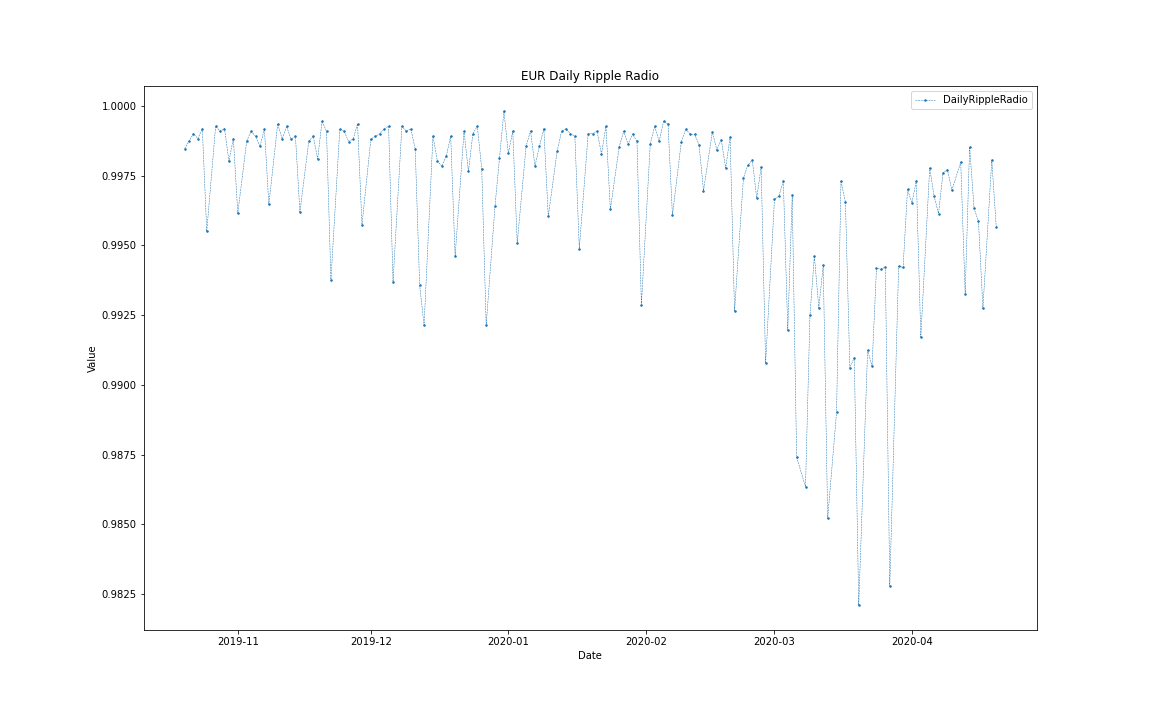 EUR Daily Ripple Radio
DailyRippleRadio
1.0000
0.9975
0.9950
0.9925
0.9900
0.9875
0.9850
0.9825
Value
2019-11 2019-12 2020-01 2020-02 2020-03 2020-04
Date